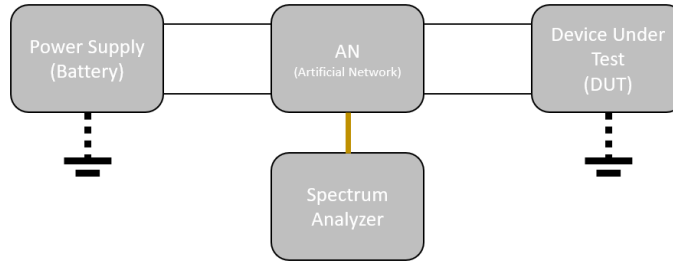 Power Supply
(Battery)
AN
(Artificial Network)
Device Under
Test
(DUT)
Spectrum
Analyzer